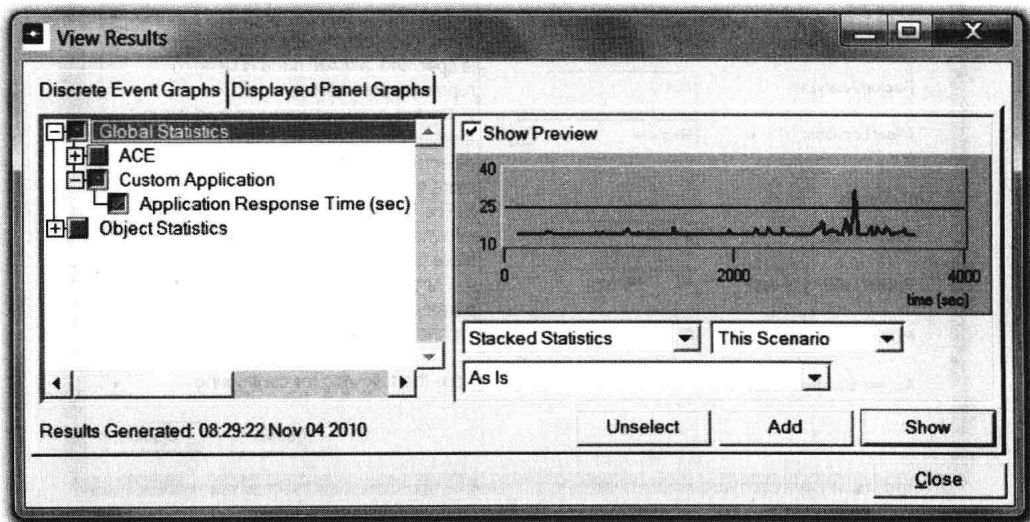 View Results
Discrete Event Graphs Displayed Panel Graphs
Global Statistics
ACE
Custom Application
Application Response Time (sec)
Object Statistics
Show Preview
40
25
10
0 2000 4000
time (sec)
Stacked Statistics This Scenario
As Is
Results Generated: 08:29:22 Nov 04 2010
Unselect Add Show
Close